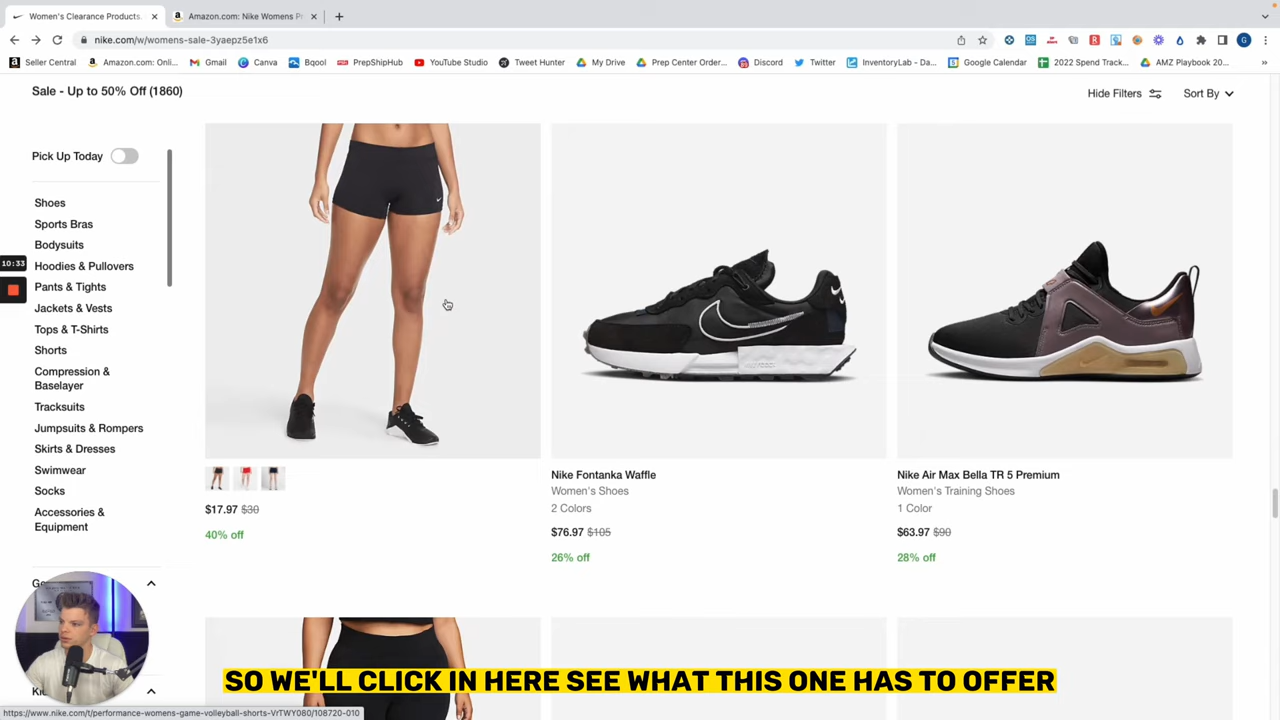 Women's Clearance Products.
Amazon.com: Nike Womens P
nike.com/w/womens-sale-3yaepz5e1x6
G
Seller Central
Amazon.com: Onli...
Gmail
Canva
Bqool
PrepShipHub
YouTube Studio
Tweet Hunter
My Drive
Prep Center Order...
Discord
Twitter
InventoryLab - Da...
Google Calendar
2022 Spend Track...
AMZ Playbook 20...
Sale - Up to 50% Off (1860)
Hide Filters
Sort By
Pick Up Today
Shoes
Sports Bras
Bodysuits
Hoodies & Pullovers
Pants & Tights
Jackets & Vests
Tops & T-Shirts
Shorts
Compression &
Baselayer
Tracksuits
Jumpsuits & Rompers
Skirts & Dresses
Swimwear
Socks
Accessories &
Equipment
10:33
$17.97 $30
40% off
Nike Fontanka Waffle
Women's Shoes
2 Colors
$76.97 $105
26% off
Nike Air Max Bella TR 5 Premium
Women's Training Shoes
1 Color
$63.97 $90
28% off
SO WE'LL CLICK IN HERE SEE WHAT THIS ONE HAS TO OFFER
https://www.nike.com/t/performance-womens-game-volleyball-shorts-VrTWY080/108720-010